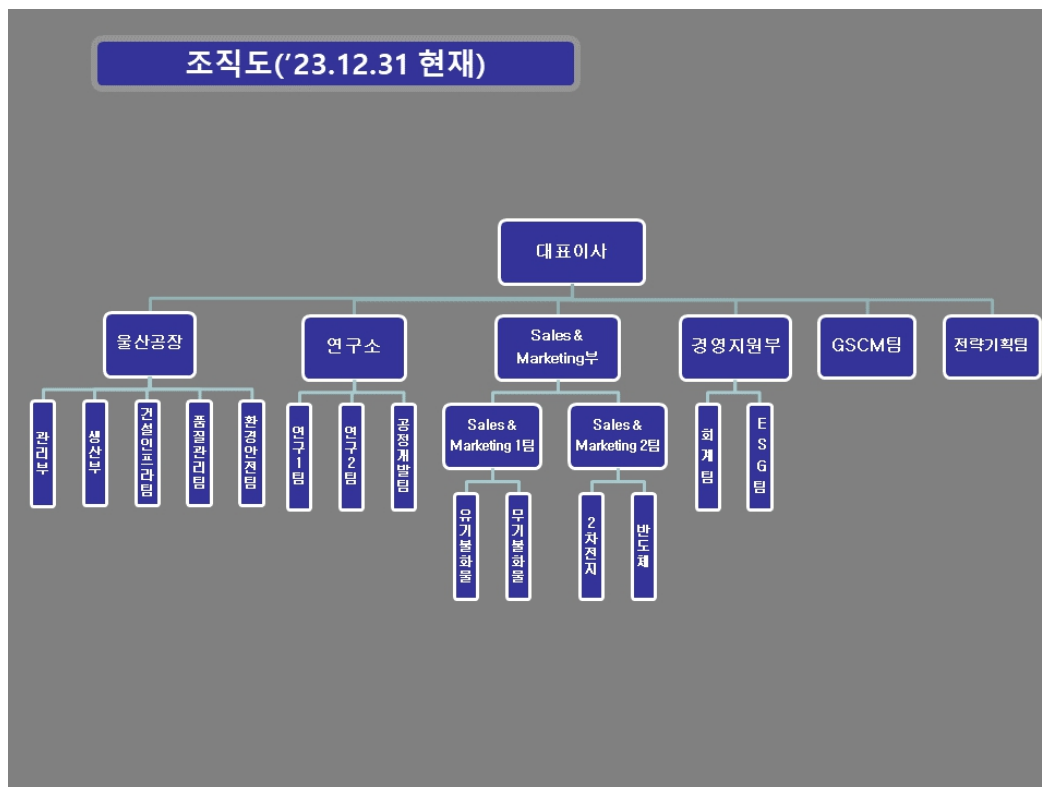 조직도('23.12.31 현재)
대표이사
물산공장
연구소
Sales &
Marketing부
경영지원부
GSCM팀
전략기획팀
관리부
생산부
건설인프라팀
품질관리팀
환경안전팀
연구1팀
연구2팀
공정개발팀
Sales &
Marketing 1팀
Sales &
Marketing 2팀
회계팀
ESG팀
유기불화물
무기불화물
2차전지
반도체